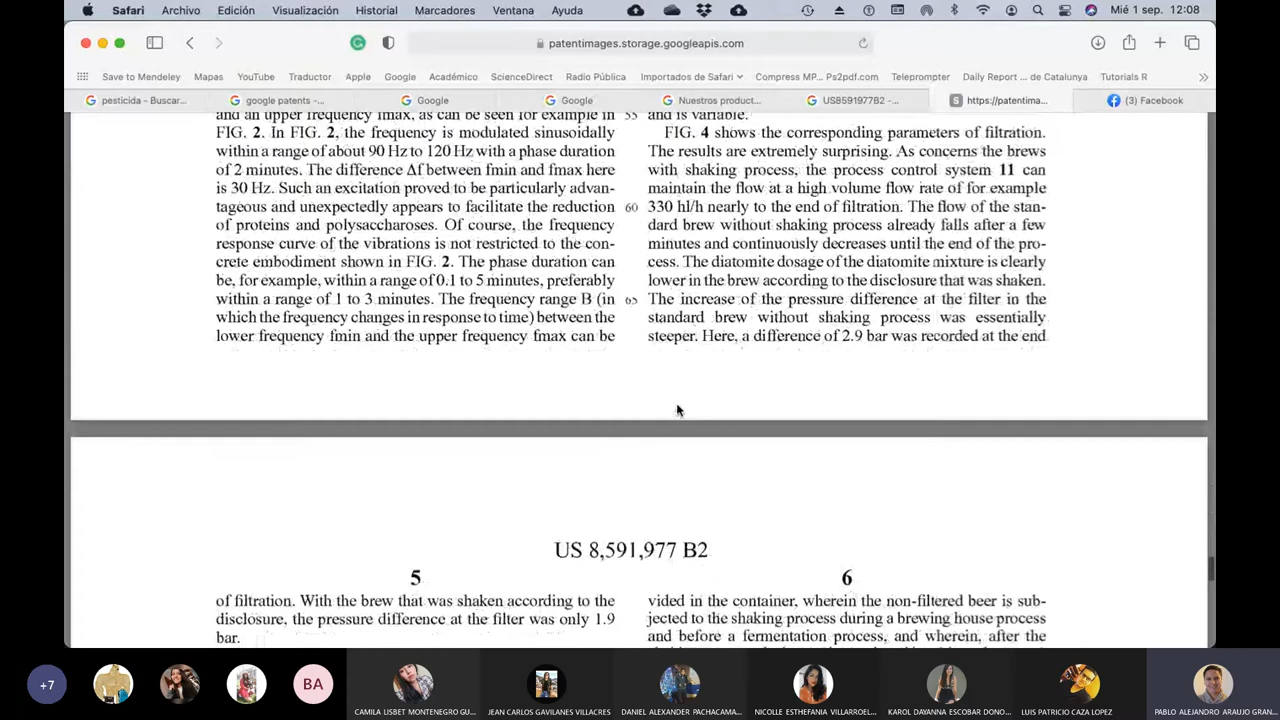 Safari Archivo Edición Visualización Historial Marcadores Ventana Ayuda Mié 1 sep. 12:08
patentimages.storage.googleapis.com
Save to Mendeley Mapas YouTube Traductor Apple Google Académico ScienceDirect Radio Pública Importados de Safari Compress MP... Ps2pdf.com Teleprompter Daily Report ... de Catalunya Tutorials R
pesticida - Buscar... google patents -... Google Google Nuestros product... US8591977B2 -... S https://patentima... (3) Facebook
and an upper frequency fmax, as can be seen for example in
FIG. 2. In FIG. 2, the frequency is modulated sinusoidally
within a range of about 90 Hz to 120 Hz with a phase duration
of 2 minutes. The difference Δf between fmin and fmax here
is 30 Hz. Such an excitation proved to be particularly advan-
tageous and unexpectedly appears to facilitate the reduction
of proteins and polysaccharoses. Of course, the frequency
response curve of the vibrations is not restricted to the con-
crete embodiment shown in FIG. 2. The phase duration can
be, for example, within a range of 0.1 to 5 minutes, preferably
within a range of 1 to 3 minutes. The frequency range B (in
which the frequency changes in response to time) between the
lower frequency fmin and the upper frequency fmax can be
55
60
65
and is variable.
FIG. 4 shows the corresponding parameters of filtration.
The results are extremely surprising. As concerns the brews
with shaking process, the process control system 11 can
maintain the flow at a high volume flow rate of for example
330 hl/h nearly to the end of filtration. The flow of the stan-
dard brew without shaking process already falls after a few
minutes and continuously decreases until the end of the pro-
cess. The diatomite dosage of the diatomite mixture is clearly
lower in the brew according to the disclosure that was shaken.
The increase of the pressure difference at the filter in the
standard brew without shaking process was essentially
steeper. Here, a difference of 2.9 bar was recorded at the end
US 8,591,977 B2
5
of filtration. With the brew that was shaken according to the
disclosure, the pressure difference at the filter was only 1.9
bar.
6
vided in the container, wherein the non-filtered beer is sub-
jected to the shaking process during a brewing house process
and before a fermentation process, and wherein, after the
+7 BA
CAMILA LISBET MONTENEGRO GU... JEAN CARLOS GAVILANES VILLACRES DANIEL ALEXANDER PACHACAMA... NICOLLE ESTHEFANIA VILLARROEL... KAROL DAYANNA ESCOBAR DONO... LUIS PATRICIO CAZA LOPEZ PABLO ALEJANDRO ARAUJO GRAN...